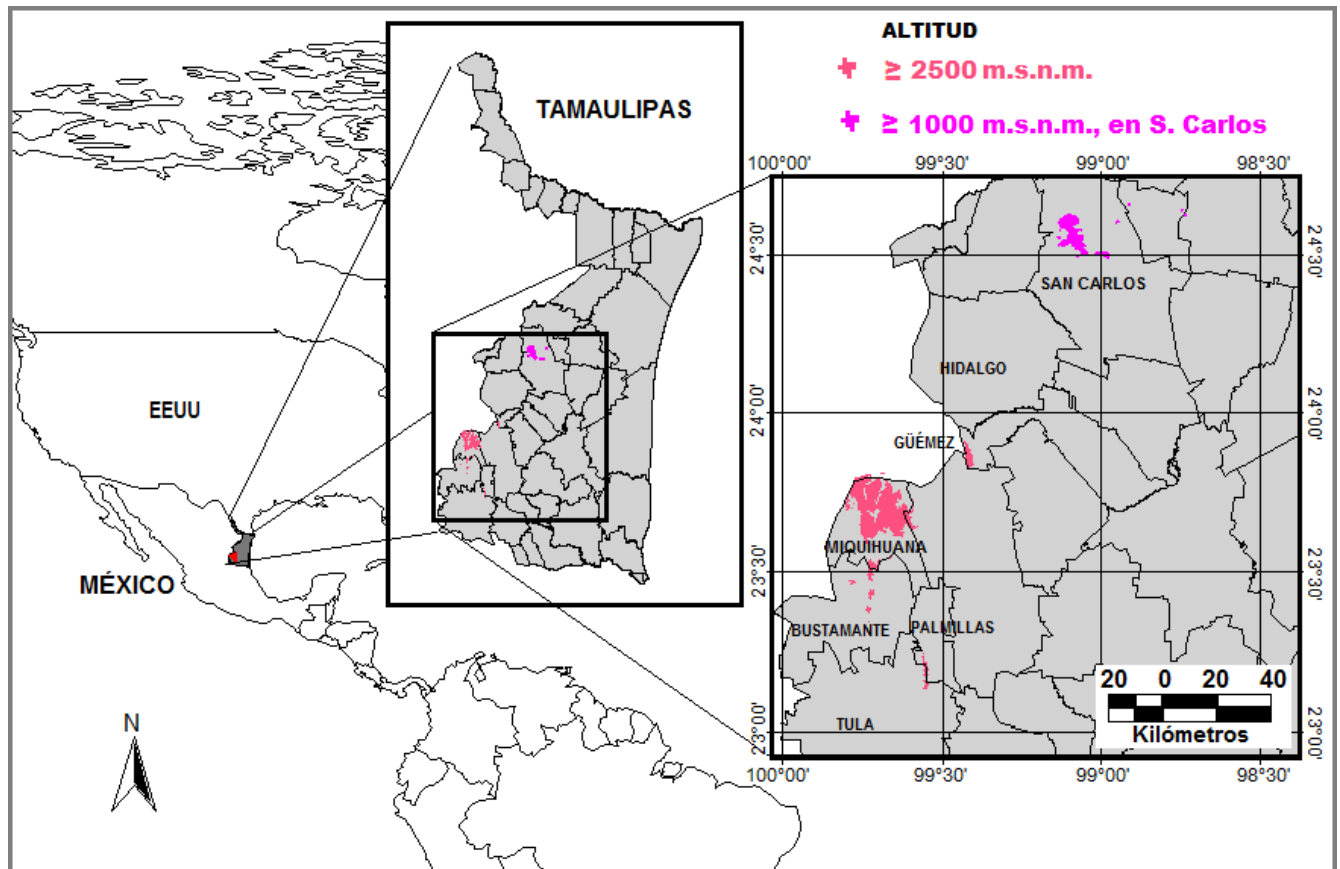 ALTITUD
≥ 2500 m.s.n.m.
≥ 1000 m.s.n.m., en S. Carlos
TAMAULIPAS
EEUU
MÉXICO
N
100°00' 99°30' 99°00' 98°30'
24°30' 24°30'
SAN CARLOS
HIDALGO
24°00' 24°00'
GÜÉMEZ
MIQUIHUANA
23°30' 23°30'
BUSTAMANTE PALMILLAS
20 0 20 40
Kilómetros
TULA
23°00' 23°00'
100°00' 99°30' 99°00' 98°30'